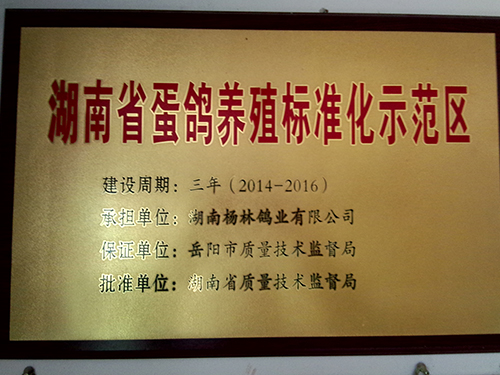 湖南省蛋鸽养殖标准化示范区
建设周期：三年（2014-2016）
承担单位：湖南杨林鸽业有限公司
保证单位：岳阳市质量技术监督局
批准单位：湖南省质量技术监督局